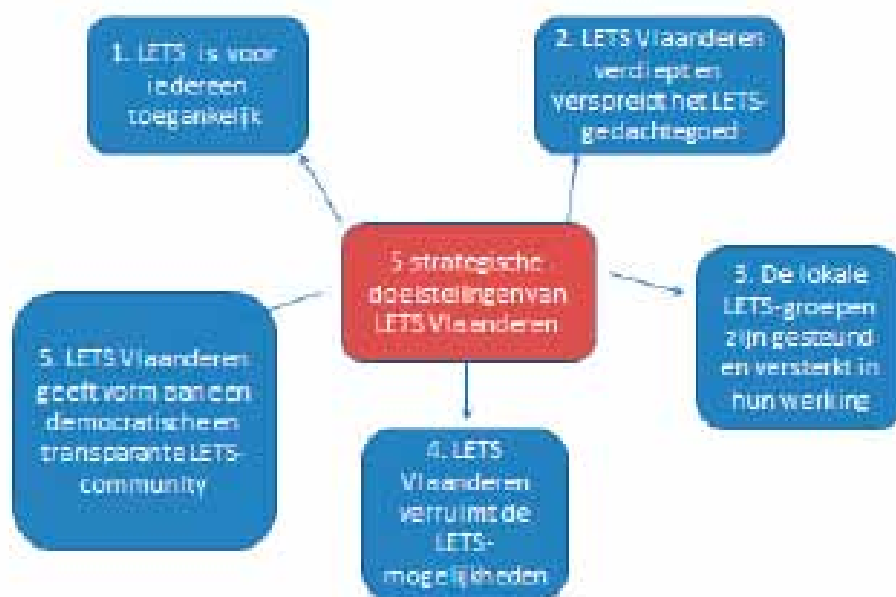 1. LETS is voor
iedereen
toegankelijk
2. LETS Vlaanderen
verdiept en
verspreidt het LETS-
gedachtegoed
5 strategische
doelstellingen van
LETS Vlaanderen
3. De lokale
LETS-groepen
zijn gesteund
en versterkt in
hun werking
4. LETS
Vlaanderen
verruimt de
LETS-
mogelijkheden
5. LETS Vlaanderen
geeft vorm aan een
democratische en
transparante LETS-
community